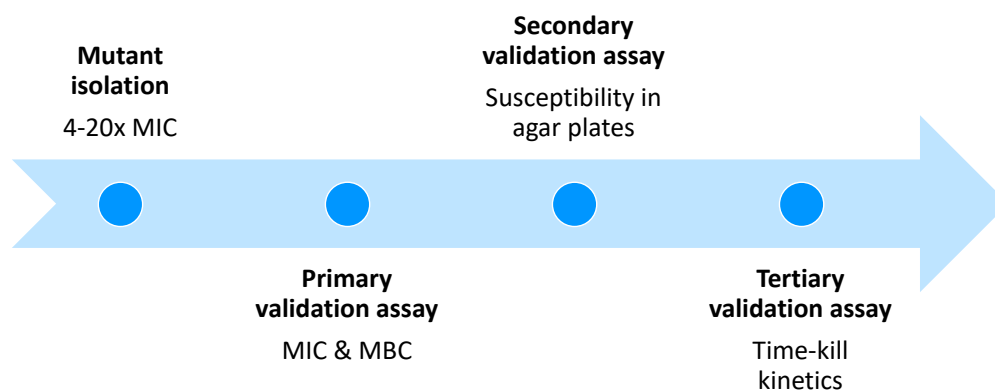 Mutant
isolation
4-20x MIC
Primary
validation assay
MIC & MBC
Secondary
validation assay
Susceptibility in
agar plates
Tertiary
validation assay
Time-kill
kinetics